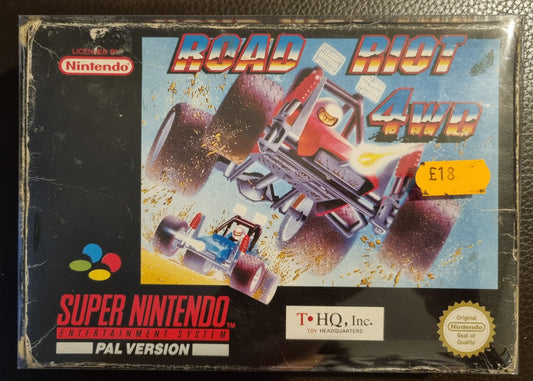 LICENSED BY
Nintendo
ROAD RIOT
4WD
£18
SUPER NINTENDO™
ENTERTAINMENT SYSTEM
PAL VERSION
T•HQ, Inc.
TOY HEADQUARTERS
Original
Nintendo
Seal of
Quality